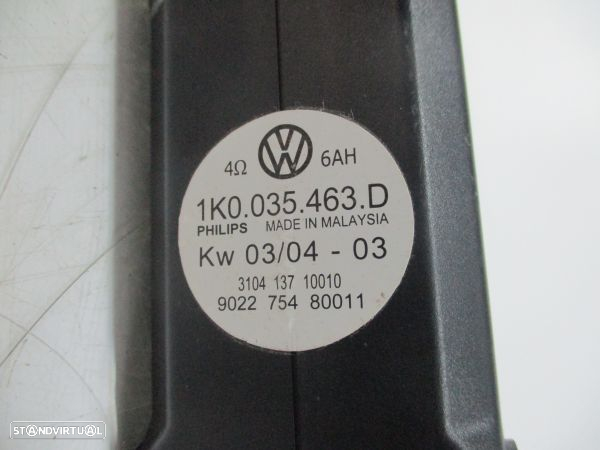 4Ω VW 6AH
1K0.035.463.D
PHILIPS MADE IN MALAYSIA
Kw 03/04 - 03
3104 137 10010
9022 754 80011
© STANDVIRTUAL